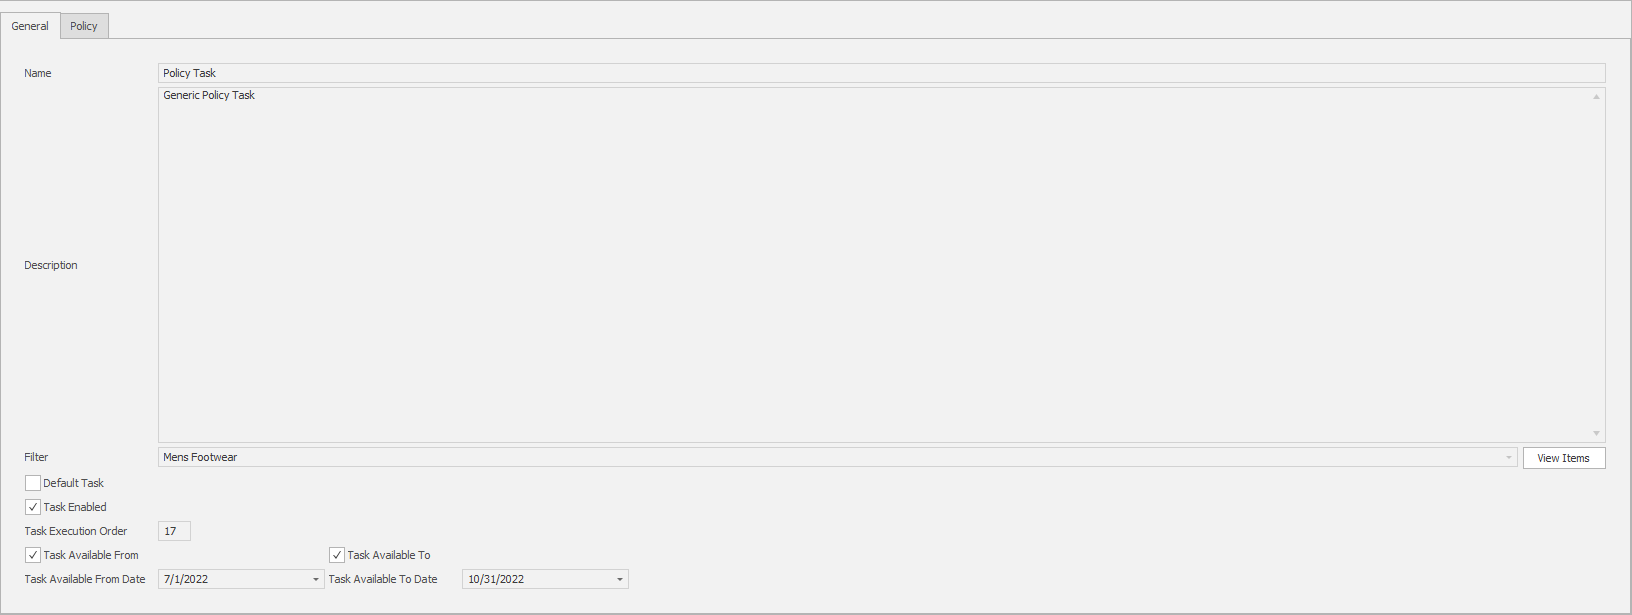 General Policy
Name Policy Task
Generic Policy Task
Description
Filter Mens Footwear View Items
Default Task
Task Enabled
Task Execution Order 17
Task Available From Task Available To
Task Available From Date 7/1/2022 Task Available To Date 10/31/2022